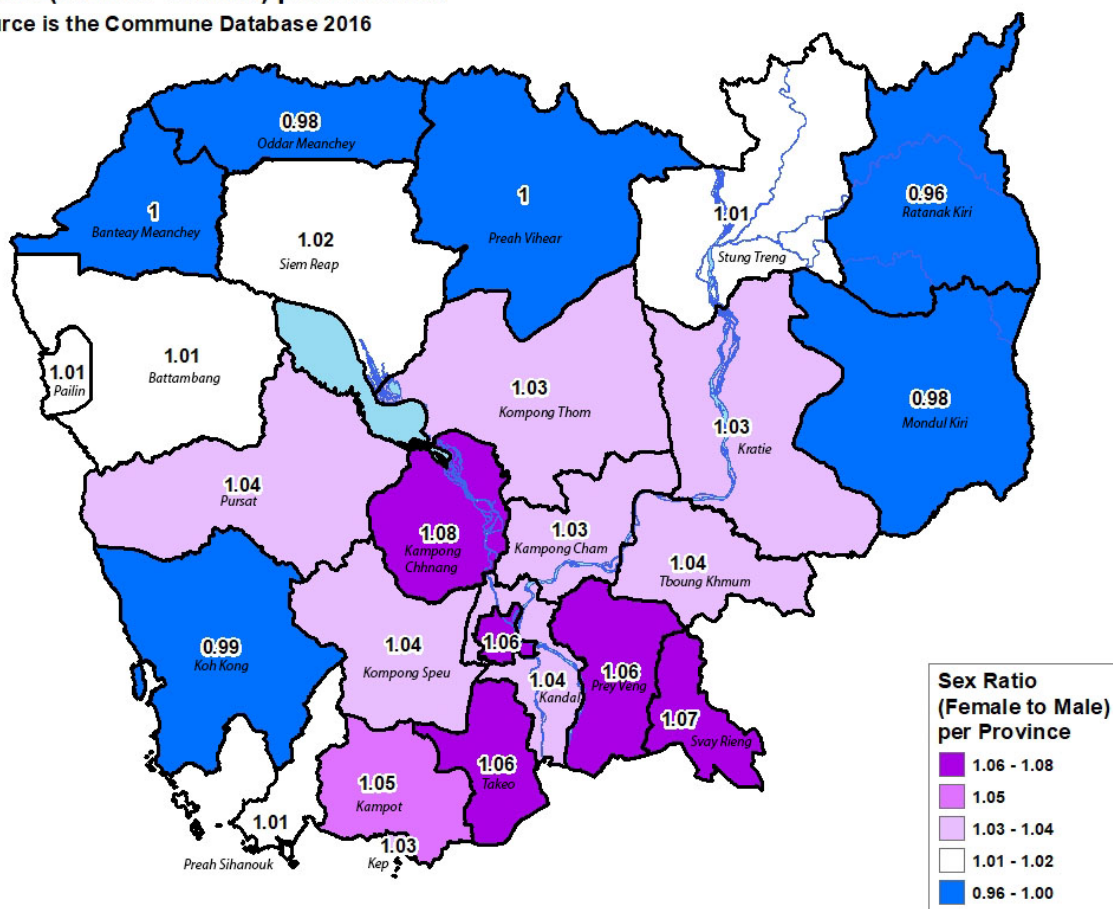 (Female to Male) per Province
urce is the Commune Database 2016
0.98
Oddar Meanchey
1
Banteay Meanchey
1
Preah Vihear
0.96
Ratanak Kiri
1.02
Siem Reap
1.01
Stung Treng
1.01
Pailin
1.01
Battambang
1.03
Kompong Thom
1.03
Kratie
0.98
Mondul Kiri
1.04
Pursat
1.08
Kampong
Chhnang
1.03
Kampong Cham
1.04
Tboung Khmum
0.99
Koh Kong
1.04
Kompong Speu
1.06
1.04
Kandal
1.06
Prey Veng
1.07
Svay Rieng
1.05
Kampot
1.06
Takeo
1.01
Preah Sihanouk
1.03
Kep
Sex Ratio
(Female to Male)
per Province
1.06 - 1.08
1.05
1.03 - 1.04
1.01 - 1.02
0.96 - 1.00